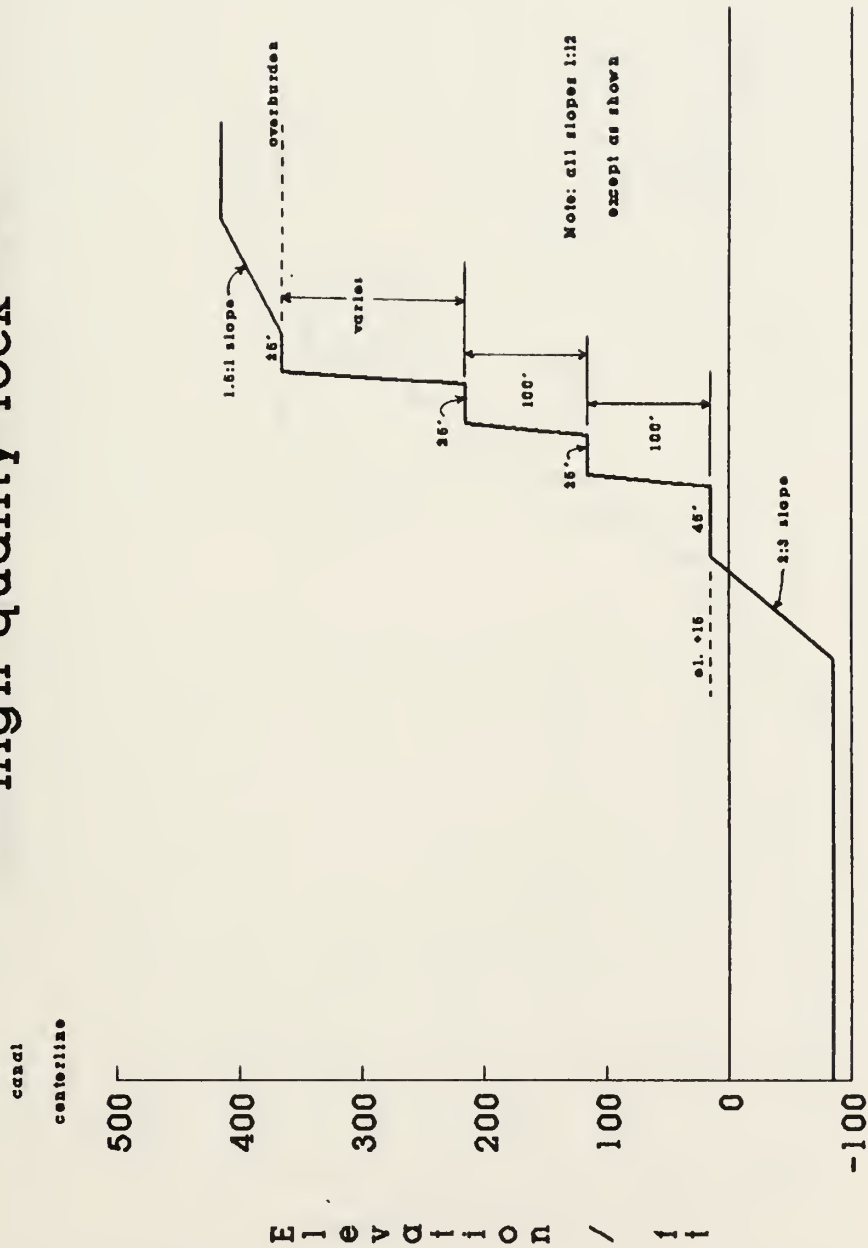 High quality rock
canal
centerline
500
400
300
200
100
0
-100
Elevation / ft
1.5:1 slope
overburden
25'
varies
25'
100'
25'
100'
45'
el. +15
2:3 slope
Note: all slopes 1:12
except as shown